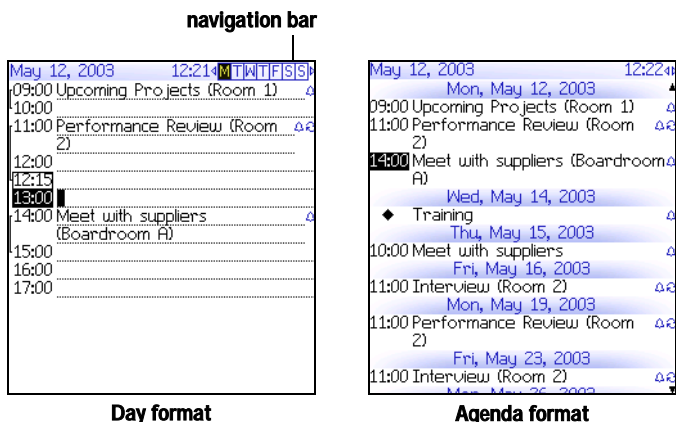 navigation bar
May 12, 2003 12:21 M T W T F S S
09:00 Upcoming Projects (Room 1)
10:00
11:00 Performance Review (Room
2)
12:00
12:15
13:00
14:00 Meet with suppliers
(Boardroom A)
15:00
16:00
17:00
Day format
May 12, 2003 12:22
Mon, May 12, 2003
09:00 Upcoming Projects (Room 1)
11:00 Performance Review (Room
2)
14:00 Meet with suppliers (Boardroom
A)
Wed, May 14, 2003
Training
Thu, May 15, 2003
10:00 Meet with suppliers
Fri, May 16, 2003
11:00 Interview (Room 2)
Mon, May 19, 2003
11:00 Performance Review (Room
2)
Fri, May 23, 2003
11:00 Interview (Room 2)
Mon, May 26, 2003
Agenda format